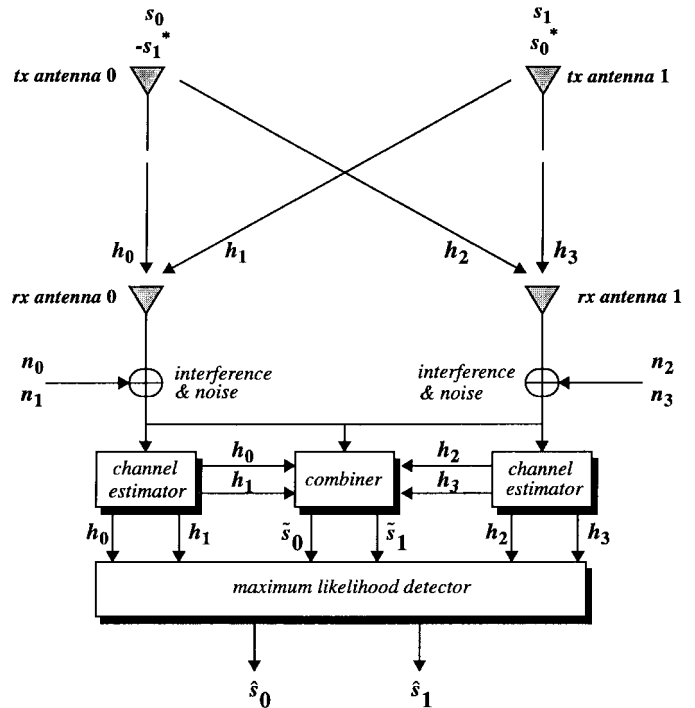 s₀ s₁
-s₁* s₀*
tx antenna 0 tx antenna 1
h₀ h₁ h₂ h₃
rx antenna 0 rx antenna 1
n₀ interference interference n₂
n₁ & noise & noise n₃
channel estimator h₀ combiner h₂ channel estimator
h₁ h₃
h₀ h₁ s̃₀ s̃₁ h₂ h₃
maximum likelihood detector
ŝ₀ ŝ₁